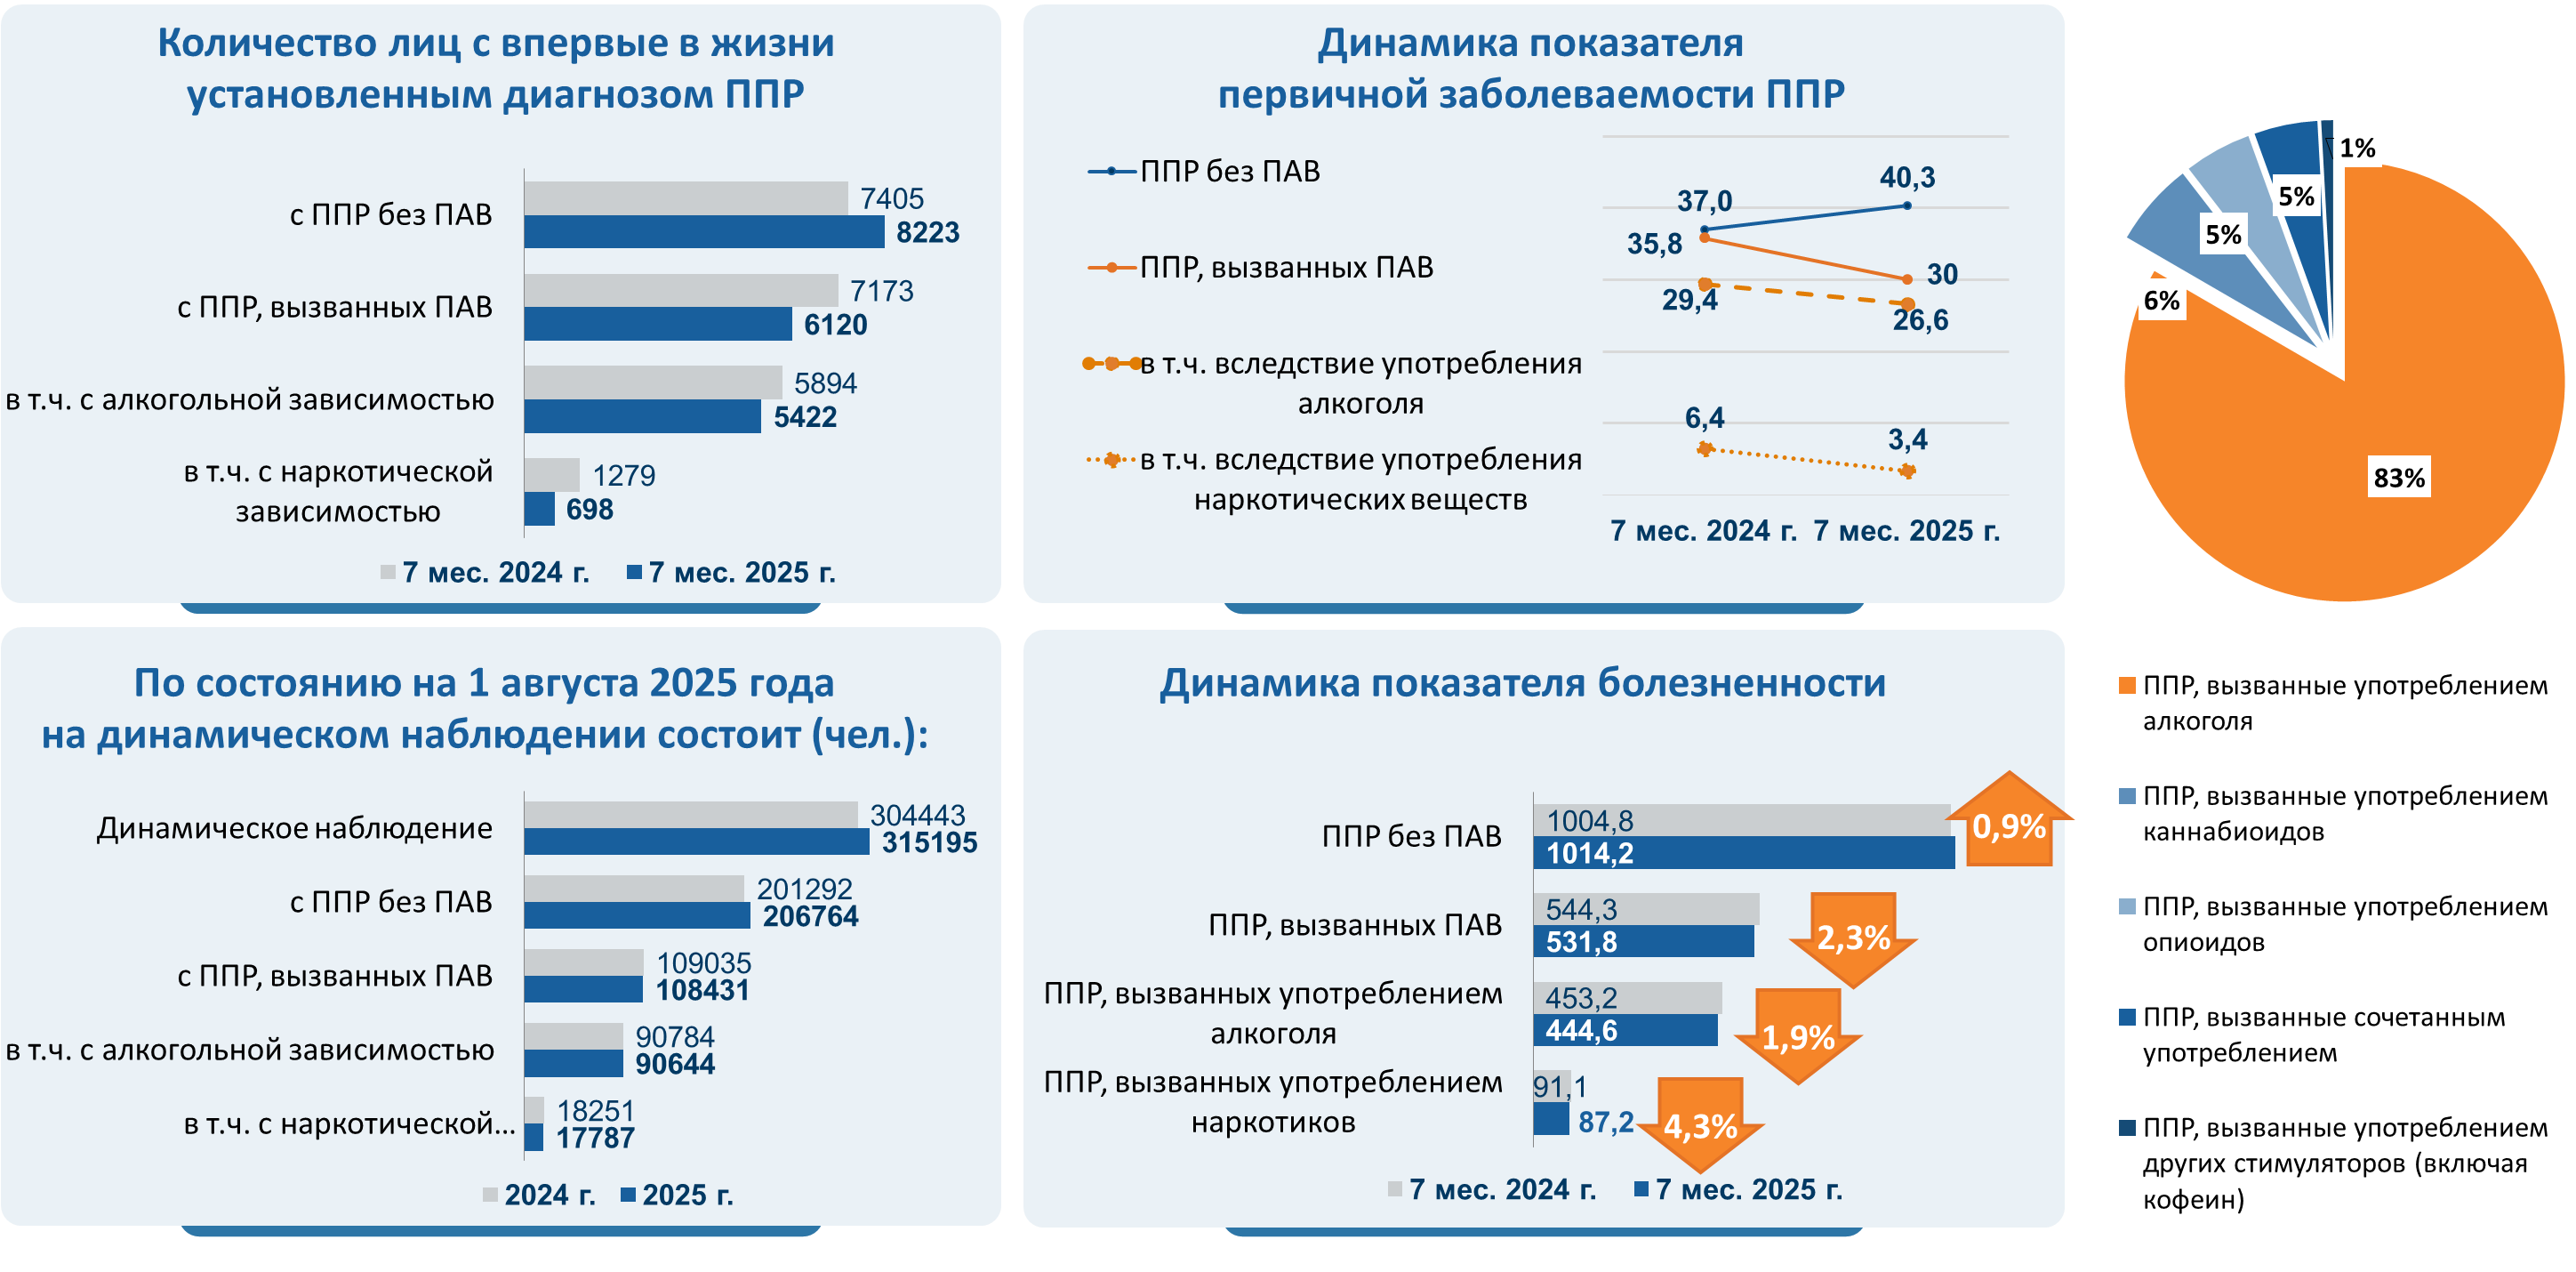 Количество лиц с впервые в жизни
установленным диагнозом ППР
с ППР без ПАВ
7405
8223
с ППР, вызванных ПАВ
7173
6120
в т.ч. с алкогольной зависимостью
5894
5422
в т.ч. с наркотической
зависимостью
1279
698
7 мес. 2024 г.
7 мес. 2025 г.
Динамика показателя
первичной заболеваемости ППР
ППР без ПАВ
ППР, вызванных ПАВ
в т.ч. вследствие употребления
алкоголя
в т.ч. вследствие употребления
наркотических веществ
37,0
40,3
35,8
30
29,4
26,6
6,4
3,4
7 мес. 2024 г.
7 мес. 2025 г.
1%
5%
5%
6%
83%
ППР, вызванные употреблением
алкоголя
ППР, вызванные употреблением
каннабиоидов
ППР, вызванные употреблением
опиоидов
ППР, вызванные сочетанным
употреблением
ППР, вызванные употреблением
других стимуляторов (включая
кофеин)
По состоянию на 1 августа 2025 года
на динамическом наблюдении состоит (чел.):
Динамическое наблюдение
304443
315195
с ППР без ПАВ
201292
206764
с ППР, вызванных ПАВ
109035
108431
в т.ч. с алкогольной зависимостью
90784
90644
в т.ч. с наркотической...
18251
17787
2024 г.
2025 г.
Динамика показателя болезненности
ППР без ПАВ
1004,8
1014,2
0,9%
ППР, вызванных ПАВ
544,3
531,8
2,3%
ППР, вызванных употреблением
алкоголя
453,2
444,6
1,9%
ППР, вызванных употреблением
наркотиков
91,1
87,2
4,3%
7 мес. 2024 г.
7 мес. 2025 г.